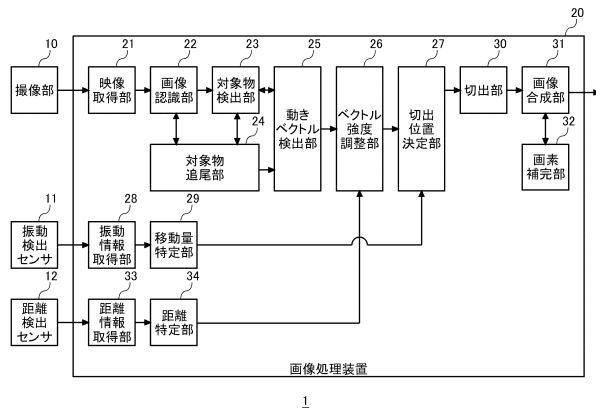 20
10
21
22
23
25
26
27
30
31
撮像部
映像
取得部
画像
認識部
対象物
検出部
動き
ベクトル
検出部
ベクトル
強度
調整部
切出
位置
決定部
切出部
画像
合成部
24
対象物
追尾部
32
画素
補完部
11
28
29
振動
検出
センサ
振動
情報
取得部
移動量
特定部
12
33
34
距離
検出
センサ
距離
情報
取得部
距離
特定部
画像処理装置
1